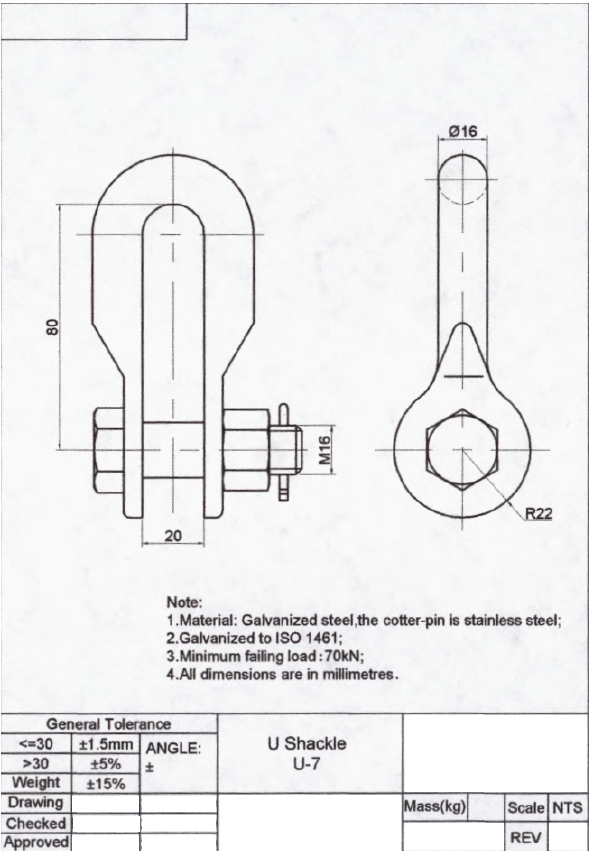 Ø16
80
M16
20
R22
Note:
1.Material: Galvanized steel,the cotter-pin is stainless steel;
2.Galvanized to ISO 1461;
3.Minimum failing load:70kN;
4.All dimensions are in millimetres.
General Tolerance
<=30 ±1.5mm ANGLE:
>30 ±5% ±
Weight ±15%
U Shackle
U-7
Drawing
Checked
Approved
Mass(kg) Scale NTS
REV